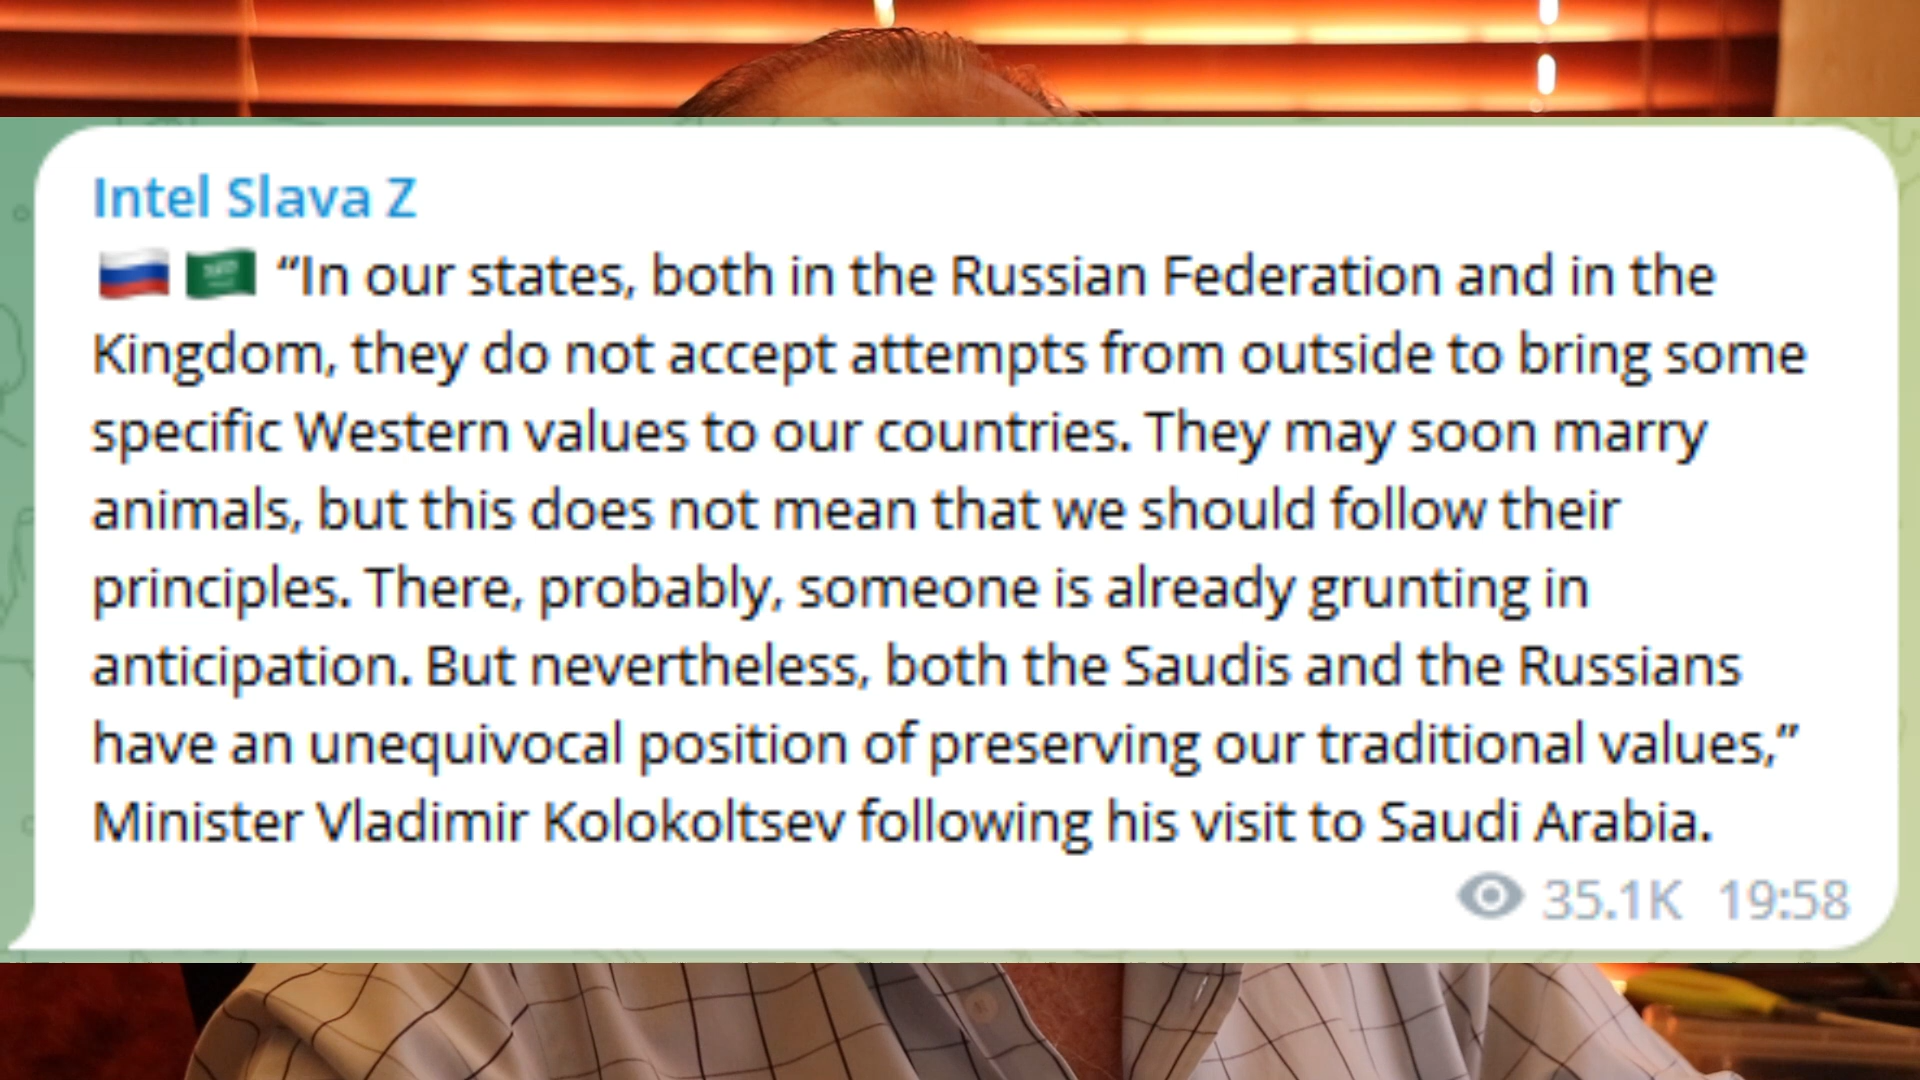 Intel Slava Z
🇷🇺🇸🇦 “In our states, both in the Russian Federation and in the
Kingdom, they do not accept attempts from outside to bring some
specific Western values to our countries. They may soon marry
animals, but this does not mean that we should follow their
principles. There, probably, someone is already grunting in
anticipation. But nevertheless, both the Saudis and the Russians
have an unequivocal position of preserving our traditional values,”
Minister Vladimir Kolokoltsev following his visit to Saudi Arabia.
35.1K 19:58